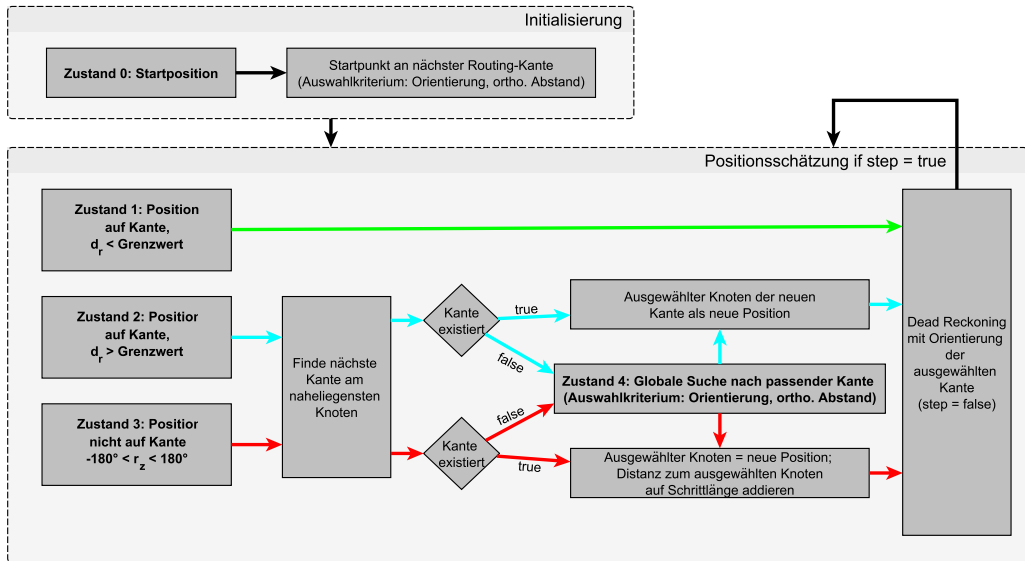 Initialisierung
Zustand 0: Startposition
Startpunkt an nächster Routing-Kante
(Auswahlkriterium: Orientierung, ortho. Abstand)
Positionsschätzung if step = true
Zustand 1: Position
auf Kante,
d_r < Grenzwert
Zustand 2: Positior
auf Kante,
d_r > Grenzwert
Zustand 3: Positior
nicht auf Kante
-180° < r_z < 180°
Finde nächste
Kante am
naheliegensten
Knoten
Kante
existiert
true
false
Kante
existiert
false
true
Ausgewählter Knoten der neuen
Kante als neue Position
Zustand 4: Globale Suche nach passender Kante
(Auswahlkriterium: Orientierung, ortho. Abstand)
Ausgewählter Knoten = neue Position;
Distanz zum ausgewählten Knoten
auf Schrittlänge addieren
Dead Reckoning
mit Orientierung
der
ausgewählten
Kante
(step = false)